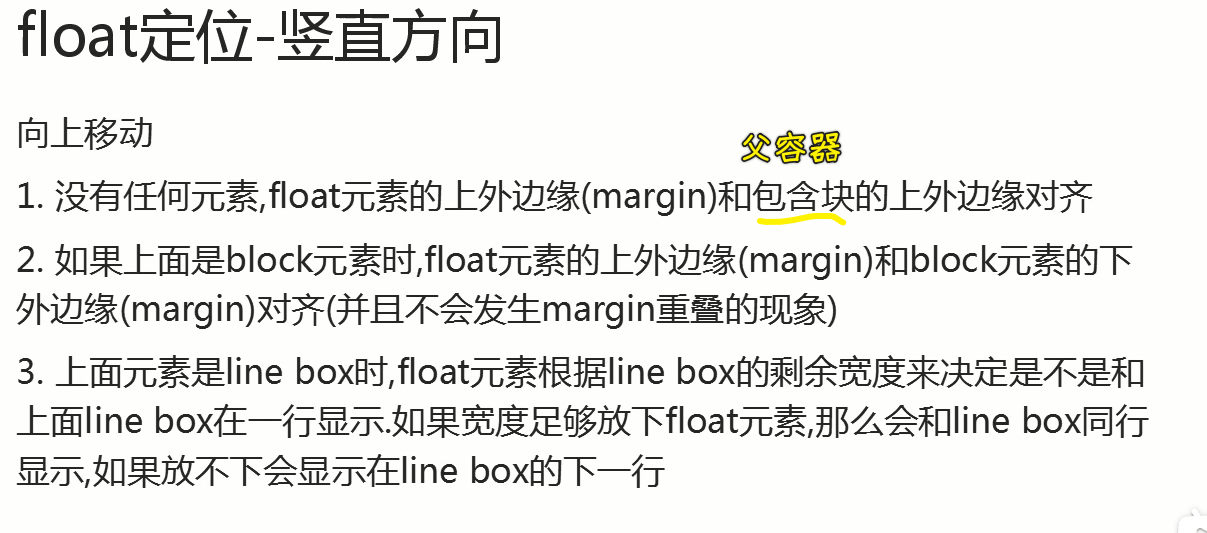 float定位-竖直方向
向上移动
父容器
1. 没有任何元素,float元素的上外边缘(margin)和包含块的上外边缘对齐
2. 如果上面是block元素时,float元素的上外边缘(margin)和block元素的下
外边缘(margin)对齐(并且不会发生margin重叠的现象)
3. 上面元素是line box时,float元素根据line box的剩余宽度来决定是不是和
上面line box在一行显示.如果宽度足够放下float元素,那么会和line box同行
显示,如果放不下会显示在line box的下一行